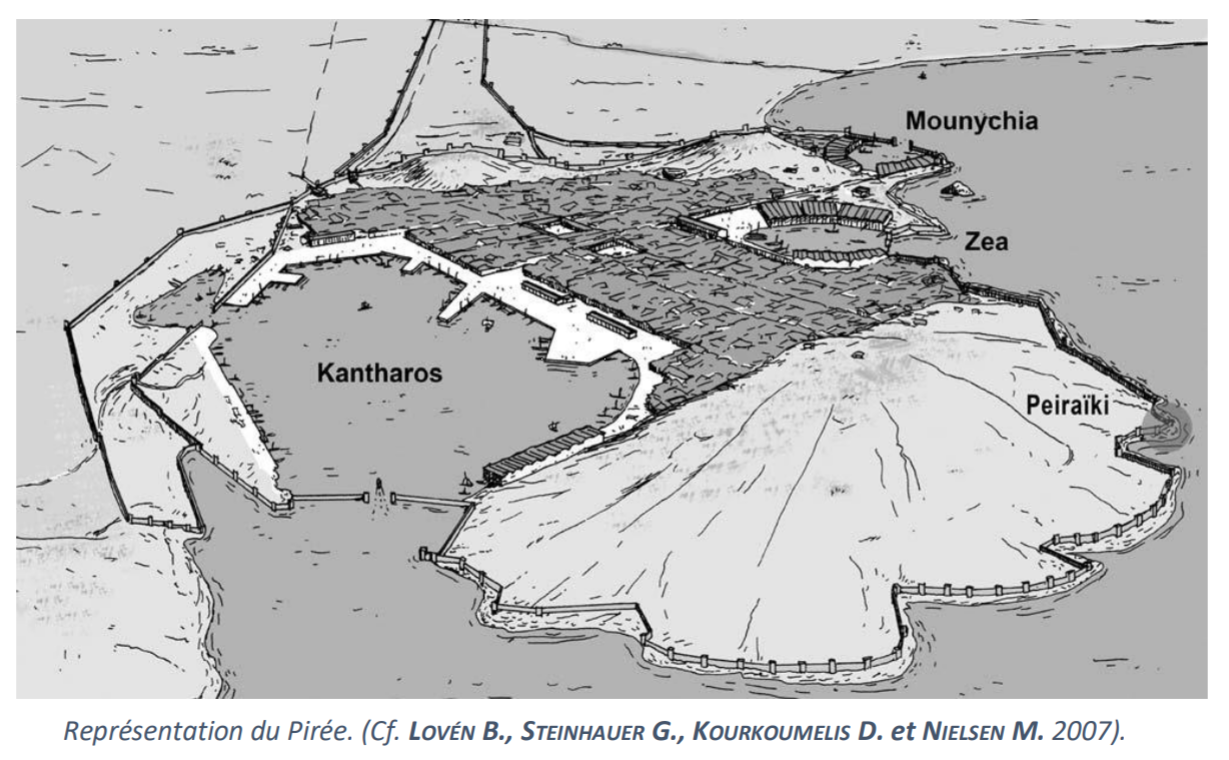 Mounychia
Zea
Kantharos
Peiraïki
Représentation du Pirée. (Cf. LOVÉN B., STEINHAUER G., KOURKOUMELIS D. et NIELSEN M. 2007).